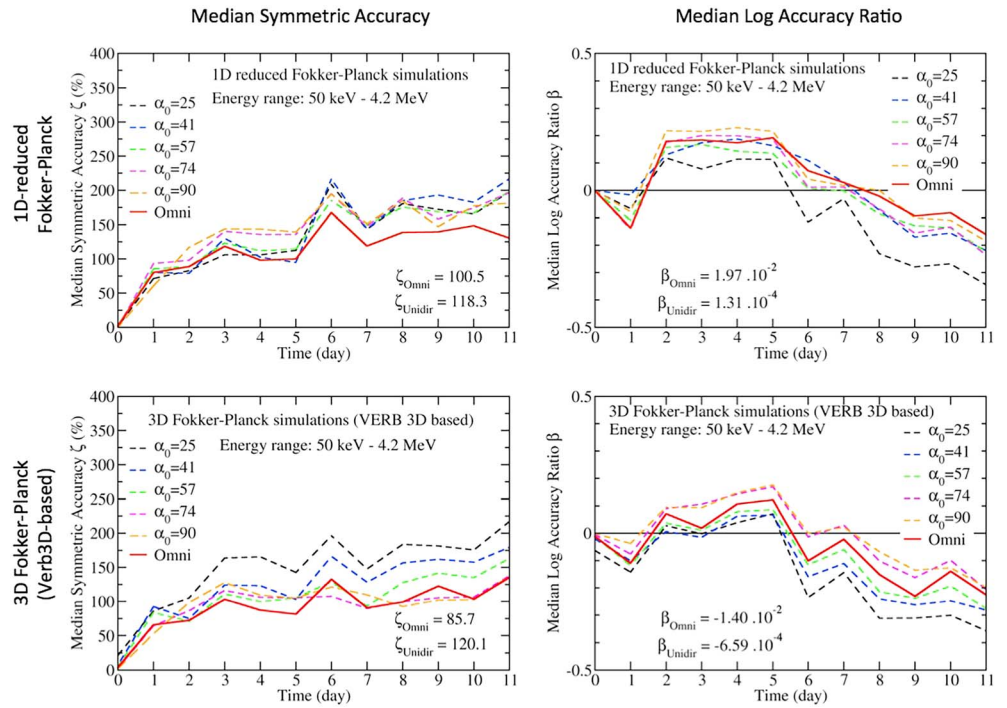 Median Symmetric Accuracy
Median Log Accuracy Ratio
1D-reduced
Fokker-Planck
Median Symmetric Accuracy ζ (%)
400
350
300
250
200
150
100
50
0
1D reduced Fokker-Planck simulations
Energy range: 50 keV - 4.2 MeV
α0=25
α0=41
α0=57
α0=74
α0=90
Omni
ζOmni = 100.5
ζUnidir = 118.3
0 1 2 3 4 5 6 7 8 9 10 11
Time (day)
Median Log Accuracy Ratio β
0.5
0
-0.5
1D reduced Fokker-Planck simulations
Energy range: 50 keV - 4.2 MeV
α0=25
α0=41
α0=57
α0=74
α0=90
Omni
βOmni = 1.97 .10-2
βUnidir = 1.31 .10-4
0 1 2 3 4 5 6 7 8 9 10 11
Time (day)
3D Fokker-Planck
(Verb3D-based)
Median Symmetric Accuracy ζ (%)
400
350
300
250
200
150
100
50
0
3D Fokker-Planck simulations (VERB 3D based)
Energy range: 50 keV - 4.2 MeV
α0=25
α0=41
α0=57
α0=74
α0=90
Omni
ζOmni = 85.7
ζUnidir = 120.1
0 1 2 3 4 5 6 7 8 9 10 11
Time (day)
Median Log Accuracy Ratio β
0.5
0
-0.5
3D Fokker-Planck simulations (VERB 3D based)
Energy range: 50 keV - 4.2 MeV
α0=25
α0=41
α0=57
α0=74
α0=90
Omni
βOmni = -1.40 .10-2
βUnidir = -6.59 .10-4
0 1 2 3 4 5 6 7 8 9 10 11
Time (day)